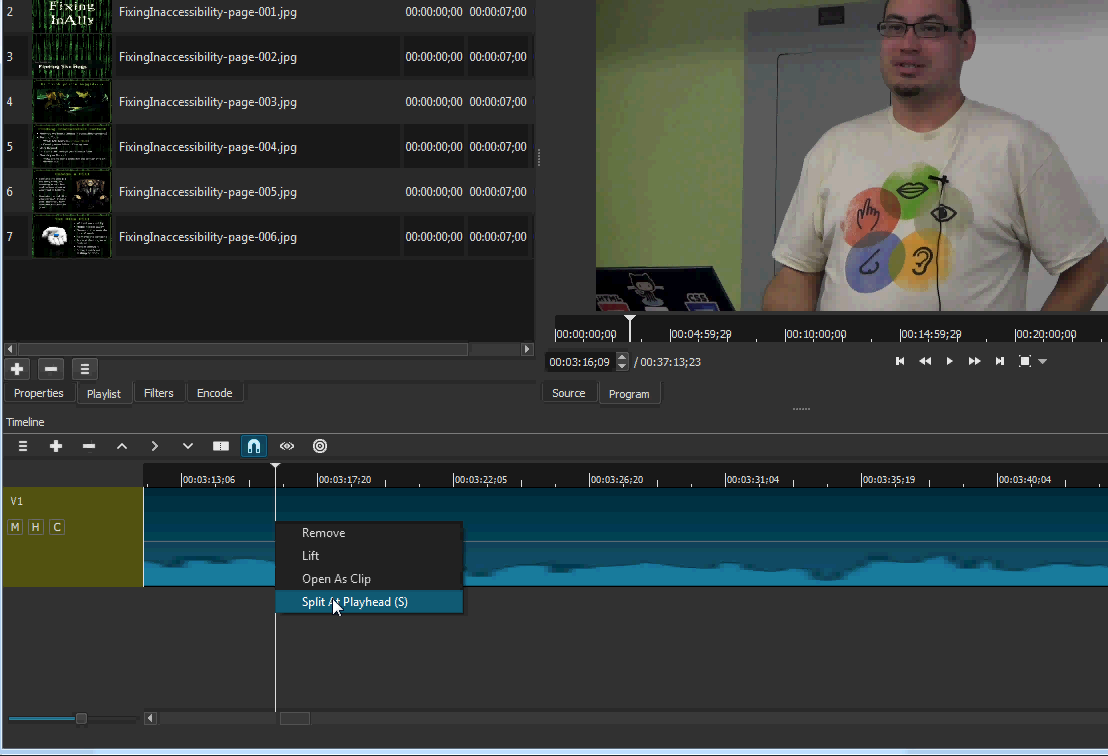 2 Fixing InAlly FixingInaccessibility-page-001.jpg 00:00:00;00 00:00:07;00
3 Finding The Bugs FixingInaccessibility-page-002.jpg 00:00:00;00 00:00:07;00
4 FixingInaccessibility-page-003.jpg 00:00:00;00 00:00:07;00
5 FixingInaccessibility-page-004.jpg 00:00:00;00 00:00:07;00
6 FixingInaccessibility-page-005.jpg 00:00:00;00 00:00:07;00
7 FixingInaccessibility-page-006.jpg 00:00:00;00 00:00:07;00
HTML CSS
00:00:00;00 00:04:59;29 00:10:00;00 00:14:59;29 00:20:00;00
00:03:16;09 / 00:37:13;23
Properties Playlist Filters Encode Source Program
Timeline
00:03:13;06 00:03:17;20 00:03:22;05 00:03:26;20 00:03:31;04 00:03:35;19 00:03:40;04
V1
M H C
Remove
Lift
Open As Clip
Split At Playhead (S)